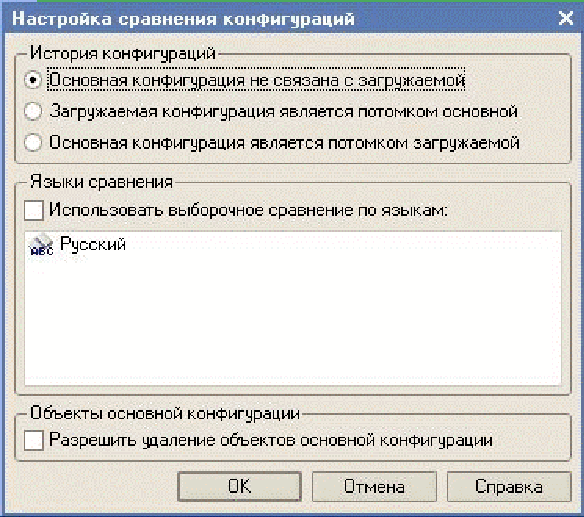 Настройка сравнения конфигураций
История конфигураций
Основная конфигурация не связана с загружаемой
Загружаемая конфигурация является потомком основной
Основная конфигурация является потомком загружаемой
Языки сравнения
Использовать выборочное сравнение по языкам:
ABC Русский
Объекты основной конфигурации
Разрешить удаление объектов основной конфигурации
OK Отмена Справка